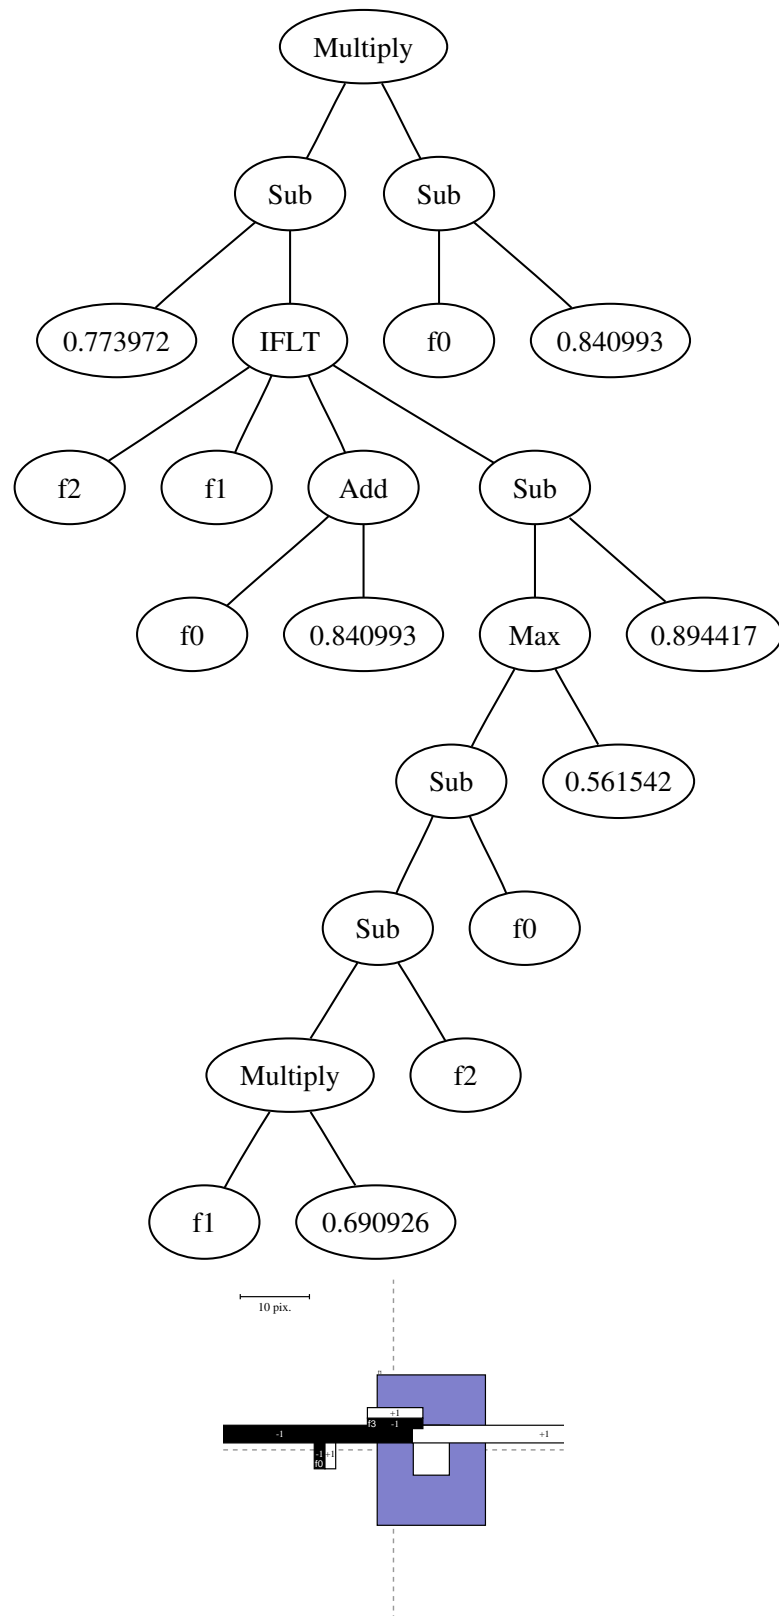 Multiply
Sub Sub
0.773972 IFLT f0 0.840993
f2 f1 Add Sub
f0 0.840993 Max 0.894417
Sub 0.561542
Sub f0
Multiply f2
f1 0.690926
10 pix.
+1
f3 -1
-1 +1
-1 +1
f0